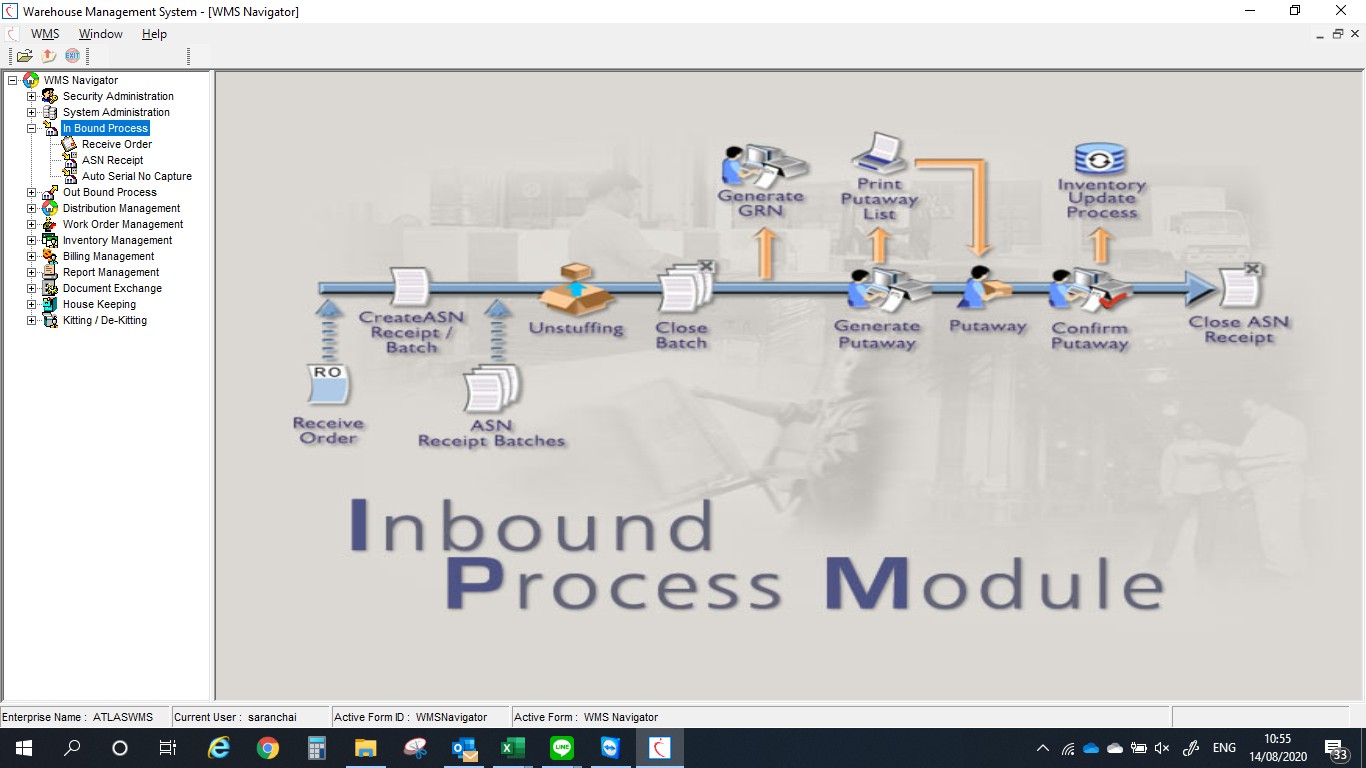 Warehouse Management System - [WMS Navigator]
WMS Window Help
EXIT
WMS Navigator
Security Administration
System Administration
In Bound Process
Receive Order
ASN Receipt
Auto Serial No Capture
Out Bound Process
Distribution Management
Work Order Management
Inventory Management
Billing Management
Report Management
Document Exchange
House Keeping
Kitting / De-Kitting
Generate
GRN
Print
Putaway
List
Inventory
Update
Process
CreateASN
Receipt /
Batch
Unstuffing
Close
Batch
Generate
Putaway
Putaway
Confirm
Putaway
Close ASN
Receipt
RO
Receive
Order
ASN
Receipt Batches
Inbound
Process Module
Enterprise Name : ATLASWMS Current User : saranchai Active Form ID : WMSNavigator Active Form : WMS Navigator
LINE
ENG
10:55
14/08/2020
33